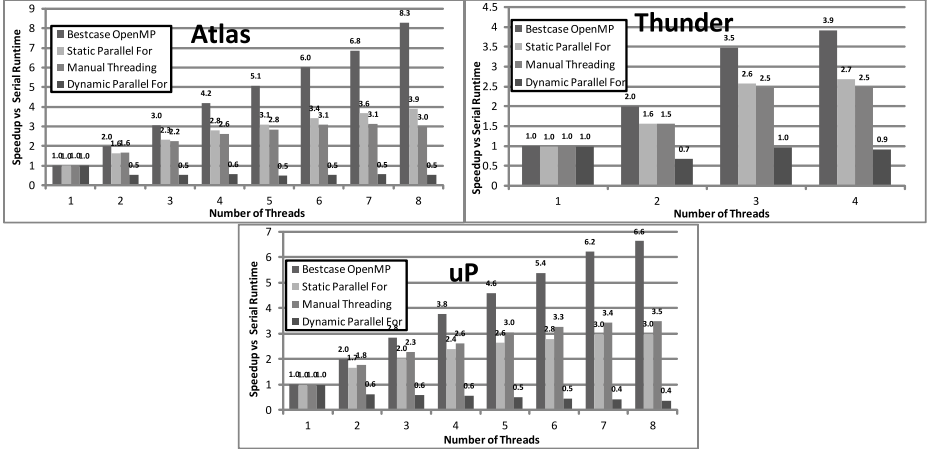 Atlas
Speedup vs Serial Runtime
9
8
7
6
5
4
3
2
1
0
Bestcase OpenMP
Static Parallel For
Manual Threading
Dynamic Parallel For
1.0 1.0 1.0 1.0
2.0 1.6 1.6 0.5
3.0 2.3 2.2 0.5
4.2 2.8 2.6 0.6
5.1 3.1 2.8 0.5
6.0 3.4 3.1 0.5
6.8 3.6 3.1 0.5
8.3 3.9 3.0 0.5
1 2 3 4 5 6 7 8
Number of Threads
Thunder
Speedup vs Serial Runtime
4.5
4
3.5
3
2.5
2
1.5
1
0.5
0
Bestcase OpenMP
Static Parallel For
Manual Threading
Dynamic Parallel For
1.0 1.0 1.0 1.0
2.0 1.6 1.5 0.7
3.5 2.6 2.5 1.0
3.9 2.7 2.5 0.9
1 2 3 4
Number of Threads
uP
Speedup vs Serial Runtime
7
6
5
4
3
2
1
0
Bestcase OpenMP
Static Parallel For
Manual Threading
Dynamic Parallel For
1.0 1.0 1.0 1.0
2.0 1.7 1.8 0.6
2.8 2.0 2.3 0.6
3.8 2.4 2.6 0.6
4.6 2.6 3.0 0.5
5.4 2.8 3.3 0.5
6.2 3.0 3.4 0.4
6.6 3.0 3.5 0.4
1 2 3 4 5 6 7 8
Number of Threads